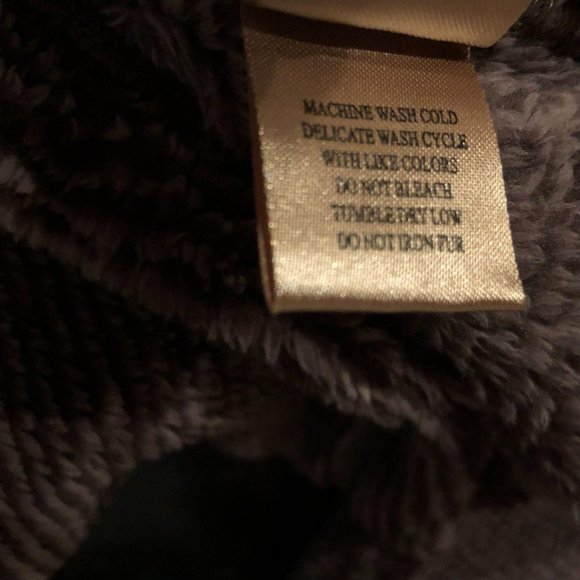 MACHINE WASH COLD
DELICATE WASH CYCLE
WITH LIKE COLORS
DO NOT BLEACH
TUMBLE DRY LOW
DO NOT IRON FUR